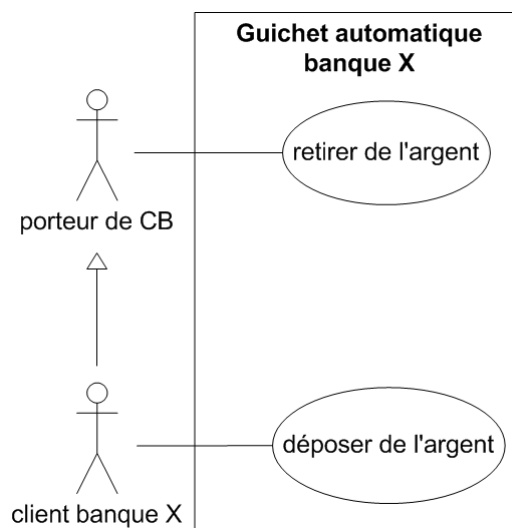 Guichet automatique
banque X
retirer de l'argent
porteur de CB
déposer de l'argent
client banque X